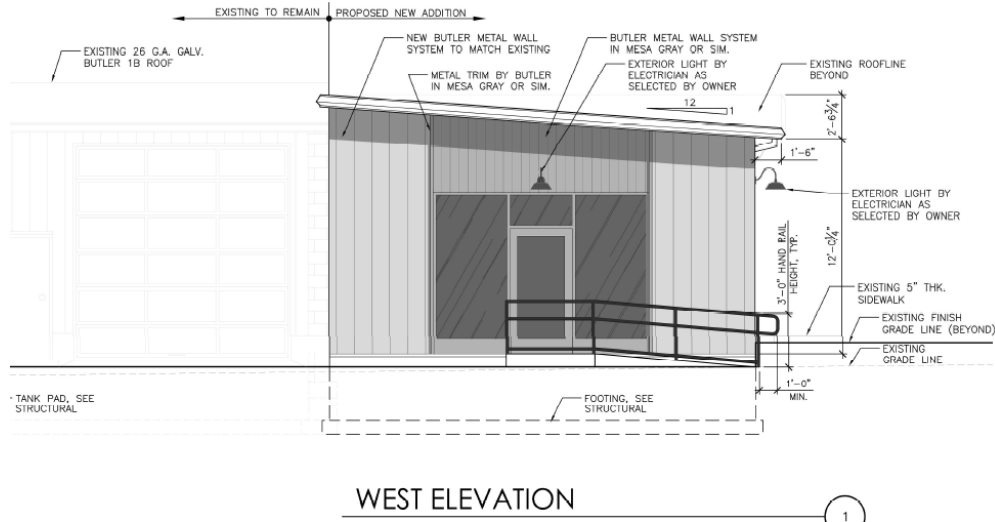 EXISTING TO REMAIN
PROPOSED NEW ADDITION
EXISTING 26 G.A. GALV.
BUTLER 1B ROOF
NEW BUTLER METAL WALL
SYSTEM TO MATCH EXISTING
BUTLER METAL WALL SYSTEM
IN MESA GRAY OR SIM.
METAL TRIM BY BUTLER
IN MESA GRAY OR SIM.
EXTERIOR LIGHT BY
ELECTRICIAN AS
SELECTED BY OWNER
EXISTING ROOFLINE
BEYOND
12
1
2'-6¾"
1'-6"
EXTERIOR LIGHT BY
ELECTRICIAN AS
SELECTED BY OWNER
3'-0" HAND RAIL
HEIGHT, TYP.
12'-0¼"
EXISTING 5" THK.
SIDEWALK
EXISTING FINISH
GRADE LINE (BEYOND)
EXISTING
GRADE LINE
1'-0"
MIN.
TANK PAD, SEE
STRUCTURAL
FOOTING, SEE
STRUCTURAL
WEST ELEVATION
1